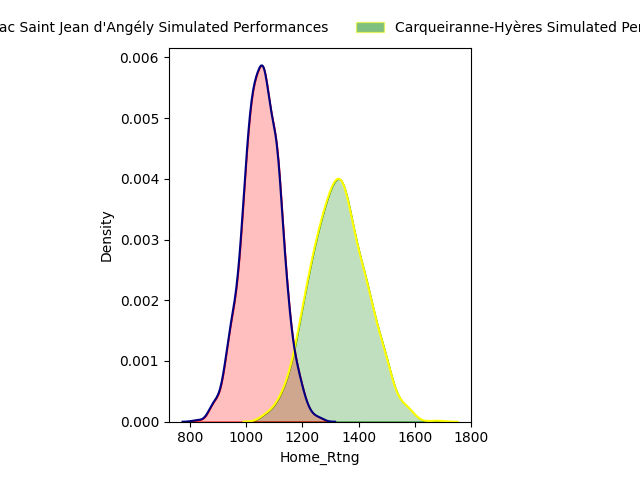 ac Saint Jean d'Angély Simulated Performances
Carqueiranne-Hyères Simulated Per
0.006
0.005
0.004
0.003
0.002
0.001
0.000
Density
800 1000 1200 1400 1600 1800
Home_Rtng